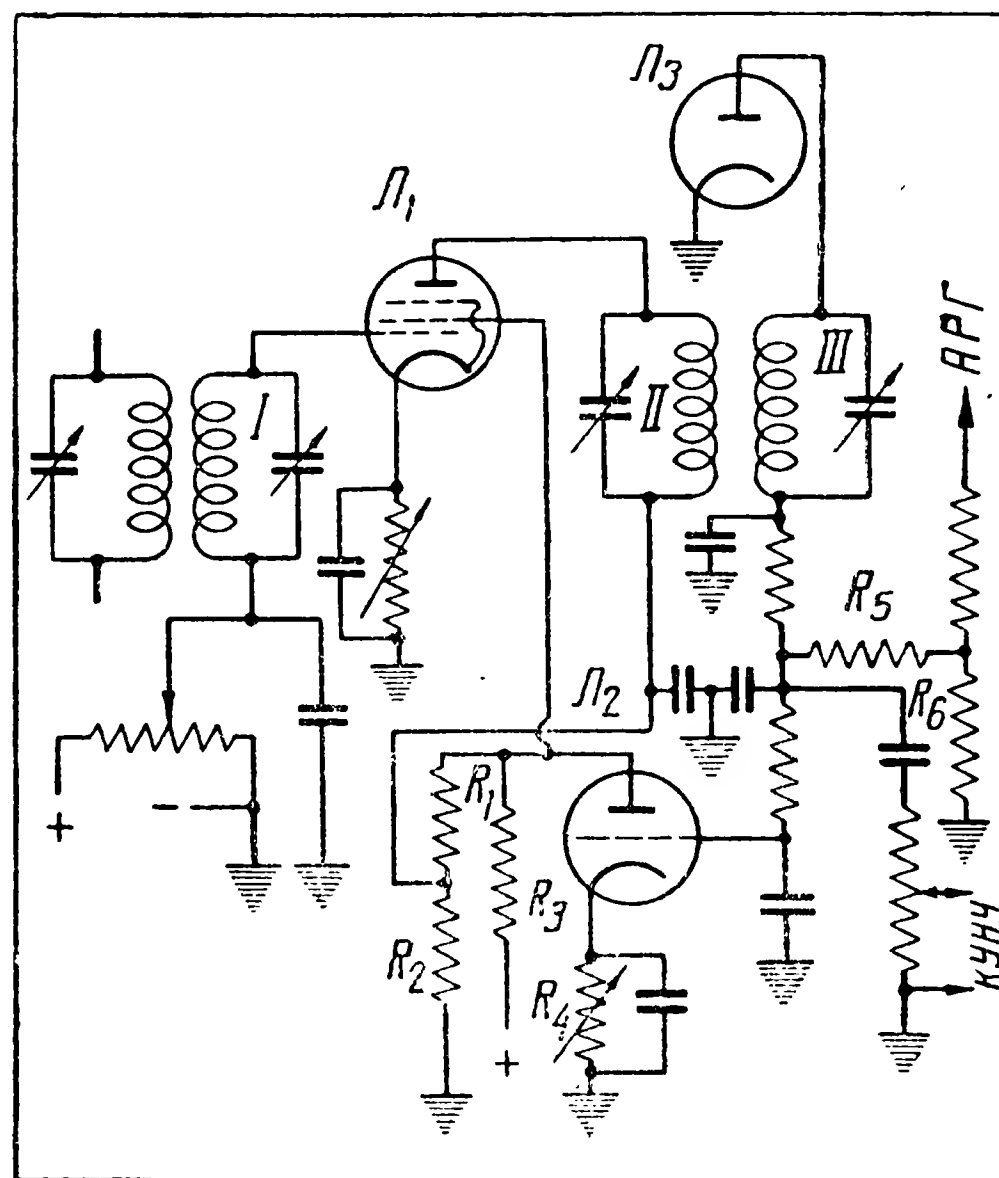 Л₃
Л₁
I
II
III
АРГ
R₅
Л₂
R₆
+
−
R₁
R₃
R₂
R₄
+
КУНЧ